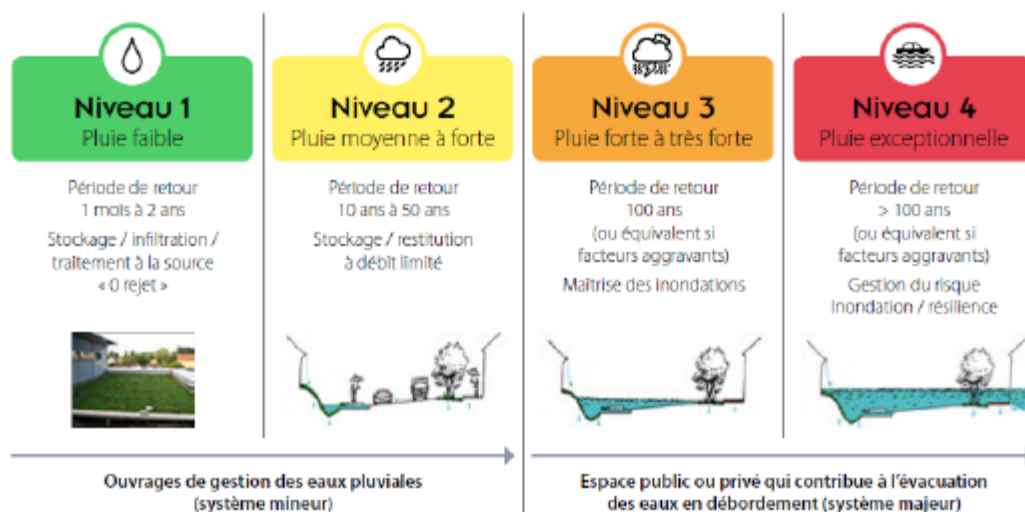 Niveau 1
Pluie faible
Période de retour
1 mois à 2 ans
Stockage / infiltration /
traitement à la source
« 0 rejet »
Niveau 2
Pluie moyenne à forte
Période de retour
10 ans à 50 ans
Stockage / restitution
à débit limité
Niveau 3
Pluie forte à très forte
Période de retour
100 ans
(ou équivalent si
facteurs aggravants)
Maîtrise des inondations
Niveau 4
Pluie exceptionnelle
Période de retour
> 100 ans
(ou équivalent si
facteurs aggravants)
Gestion du risque
Inondation / résilience
Ouvrages de gestion des eaux pluviales
(système mineur)
Espace public ou privé qui contribue à l'évacuation
des eaux en débordement (système majeur)